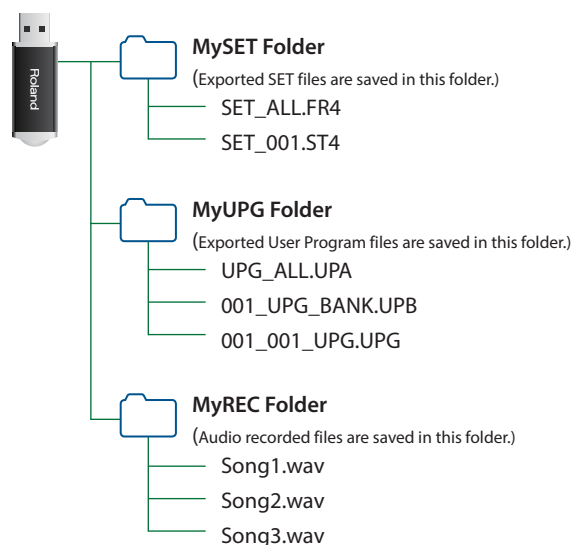 Roland
MySET Folder
(Exported SET files are saved in this folder.)
SET_ALL.FR4
SET_001.ST4
MyUPG Folder
(Exported User Program files are saved in this folder.)
UPG_ALL.UPA
001_UPG_BANK.UPB
001_001_UPG.UPG
MyREC Folder
(Audio recorded files are saved in this folder.)
Song1.wav
Song2.wav
Song3.wav